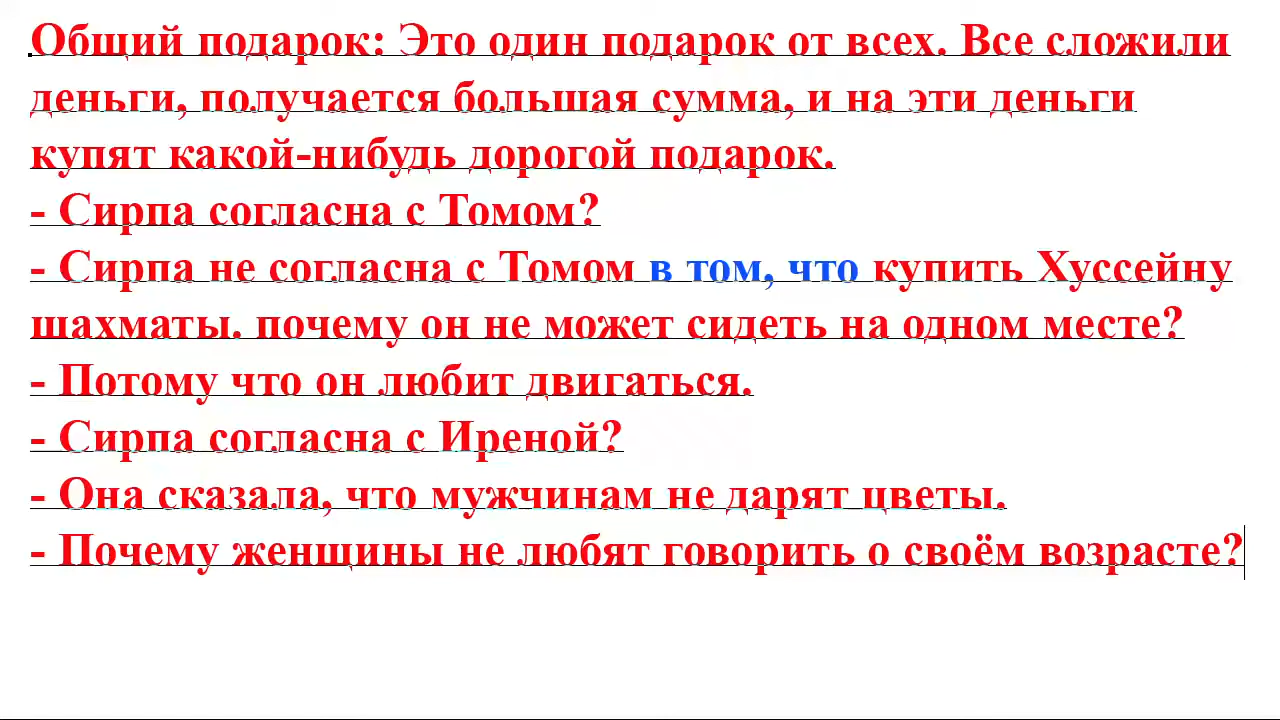 Общий подарок: Это один подарок от всех. Все сложили
деньги, получается большая сумма, и на эти деньги
купят какой-нибудь дорогой подарок.
- Сирпа согласна с Томом?
- Сирпа не согласна с Томом в том, что купить Хуссейну
шахматы. почему он не может сидеть на одном месте?
- Потому что он любит двигаться.
- Сирпа согласна с Иреной?
- Она сказала, что мужчинам не дарят цветы.
- Почему женщины не любят говорить о своём возрасте?